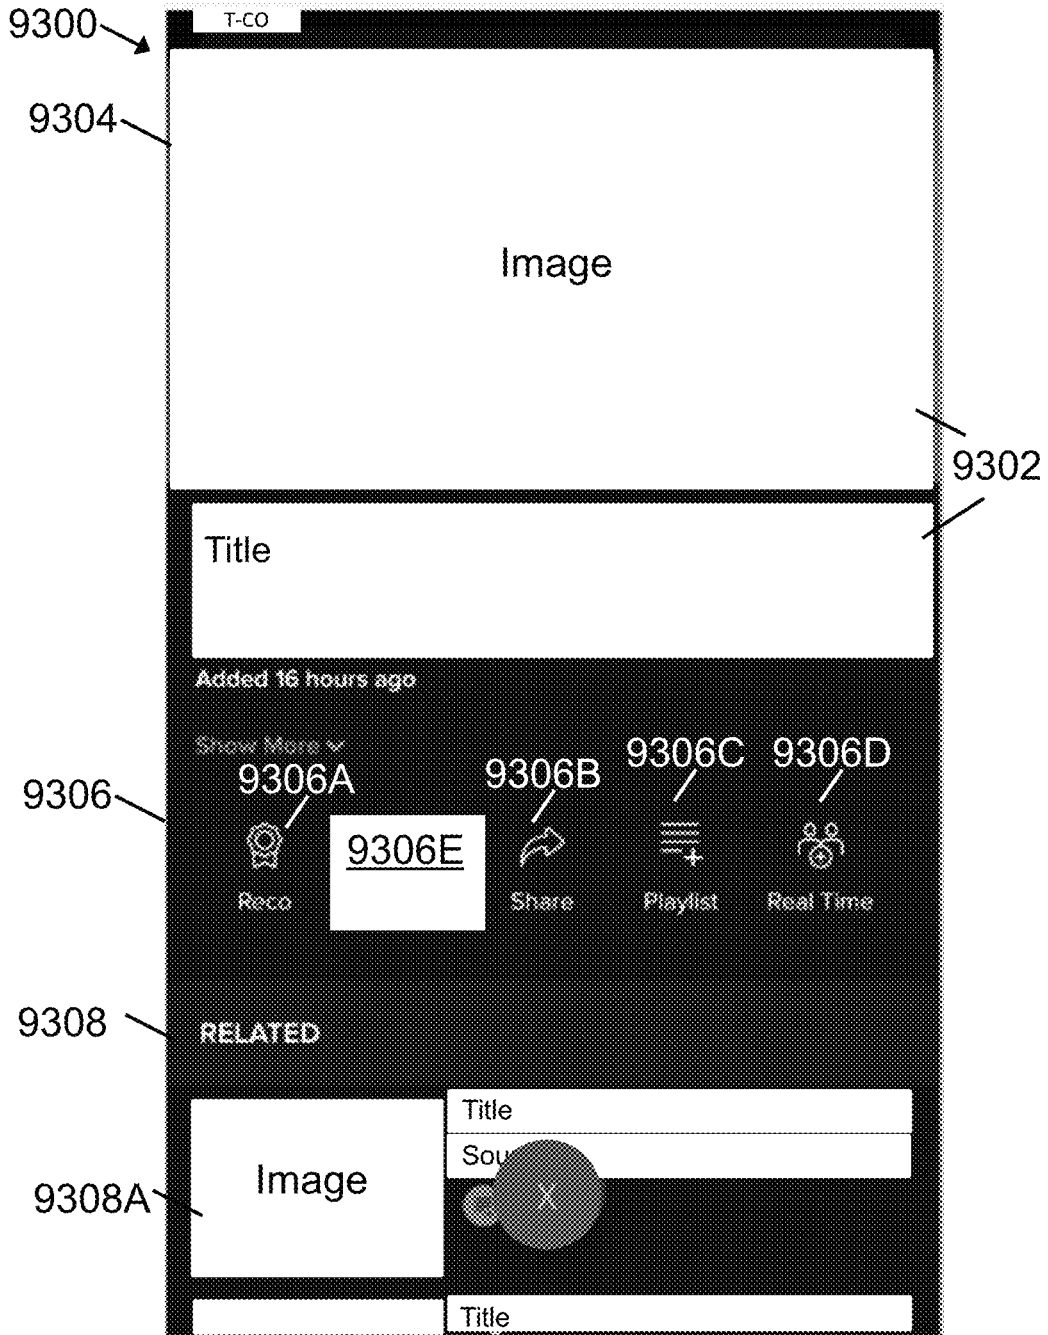 9300
T-CO
9304
Image
9302
Title
Added 16 hours ago
Show More
9306A
9306B
9306C
9306D
9306
9306E
Reco
Share
Playlist
Real Time
9308
RELATED
Title
Sou
Image
9308A
X
Title